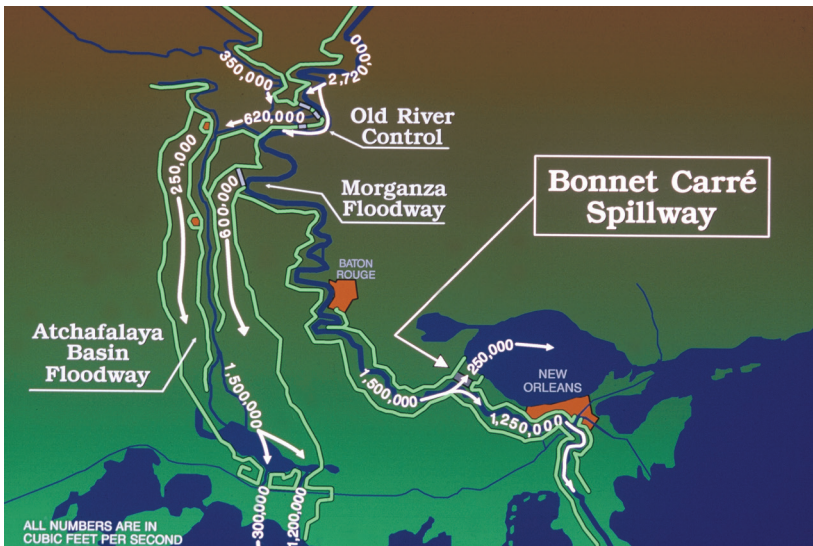 350,000
2,720,000
620,000
Old River
Control
250,000
600,000
Morganza
Floodway
Bonnet Carré
Spillway
BATON
ROUGE
Atchafalaya
Basin
Floodway
250,000
1,500,000
1,500,000
NEW
ORLEANS
1,250,000
300,000
1,200,000
ALL NUMBERS ARE IN
CUBIC FEET PER SECOND